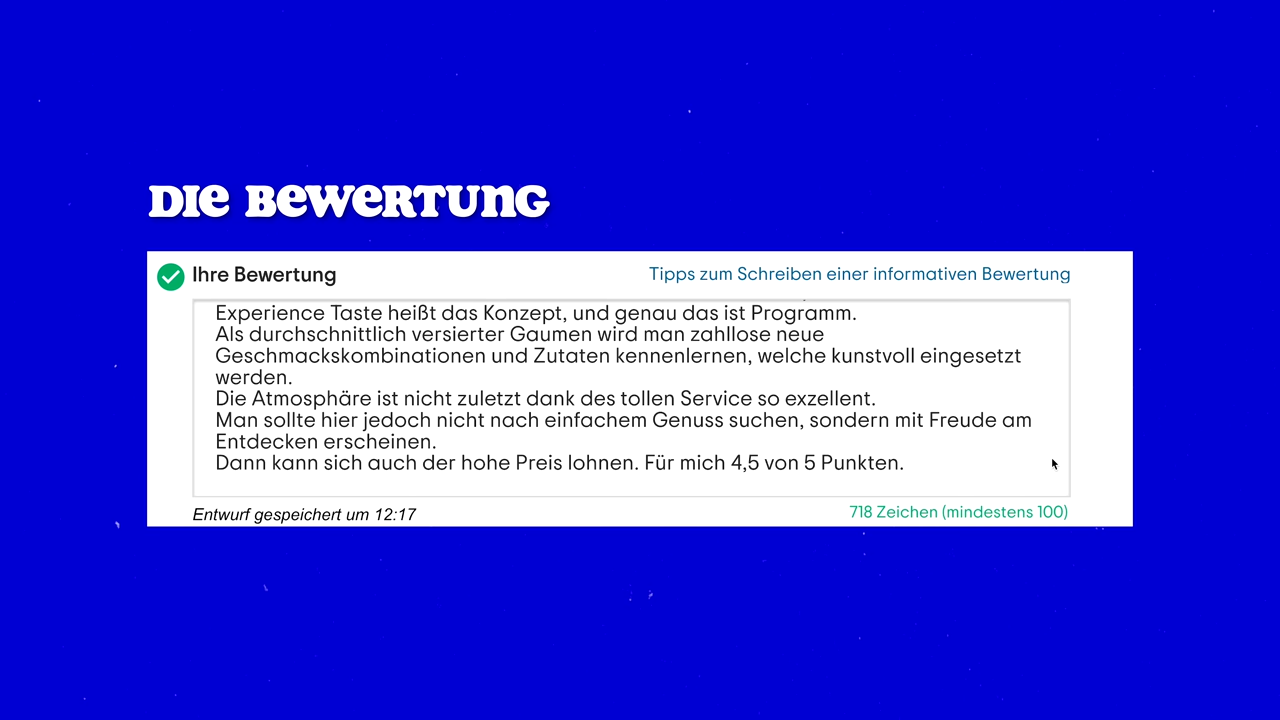 DIE BEWERTUNG
Ihre Bewertung
Tipps zum Schreiben einer informativen Bewertung
Experience Taste heißt das Konzept, und genau das ist Programm.
Als durchschnittlich versierter Gaumen wird man zahllose neue
Geschmackskombinationen und Zutaten kennenlernen, welche kunstvoll eingesetzt
werden.
Die Atmosphäre ist nicht zuletzt dank des tollen Service so exzellent.
Man sollte hier jedoch nicht nach einfachem Genuss suchen, sondern mit Freude am
Entdecken erscheinen.
Dann kann sich auch der hohe Preis lohnen. Für mich 4,5 von 5 Punkten.
Entwurf gespeichert um 12:17
718 Zeichen (mindestens 100)